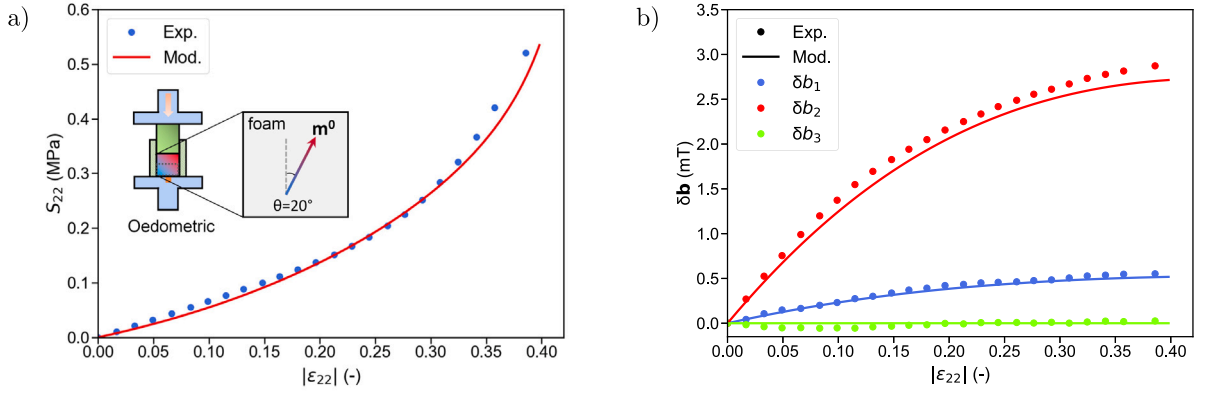 a)
0.6
0.5
0.4
0.3
0.2
0.1
0.0
S₂₂ (MPa)
Exp.
Mod.
foam
m⁰
θ=20°
Oedometric
0.00 0.05 0.10 0.15 0.20 0.25 0.30 0.35 0.40
|ε₂₂| (-)
b)
3.5
3.0
2.5
2.0
1.5
1.0
0.5
0.0
δb (mT)
Exp.
Mod.
δb₁
δb₂
δb₃
0.00 0.05 0.10 0.15 0.20 0.25 0.30 0.35 0.40
|ε₂₂| (-)